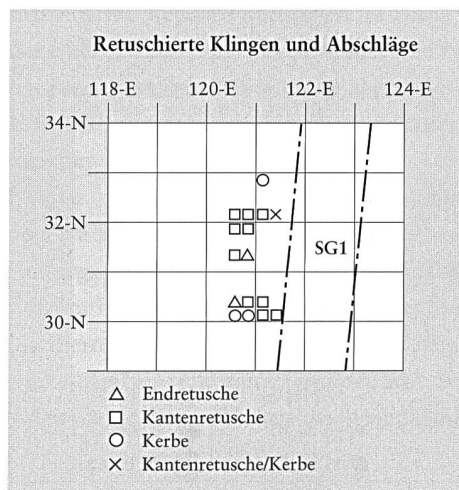 Retuschierte Klingen und Abschläge
118-E 120-E 122-E 124-E
34-N
32-N
SG1
30-N
Endretusche
Kantenretusche
Kerbe
Kantenretusche/Kerbe